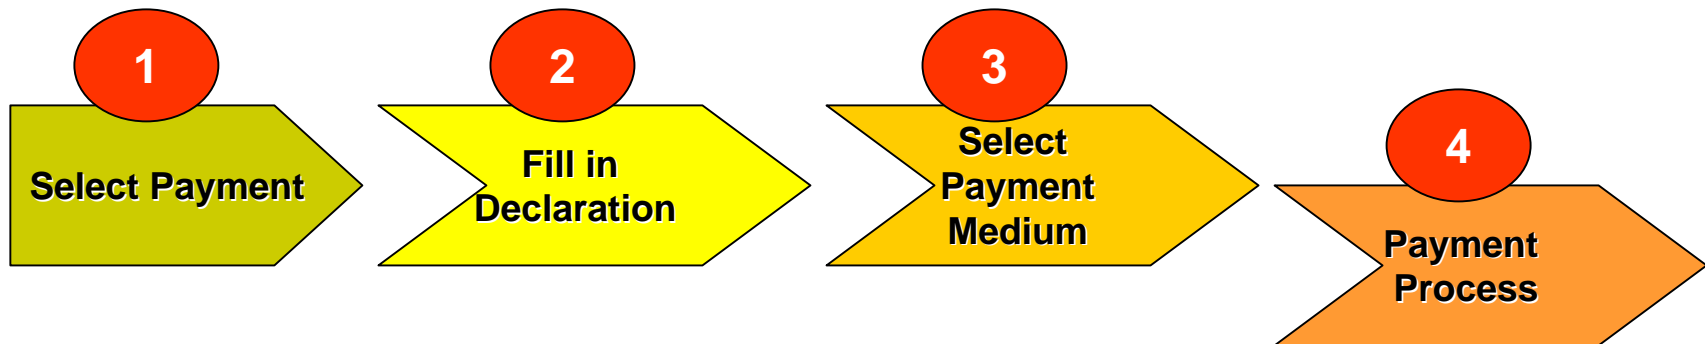 1
Select Payment
2
Fill in
Declaration
3
Select
Payment
Medium
4
Payment
Process